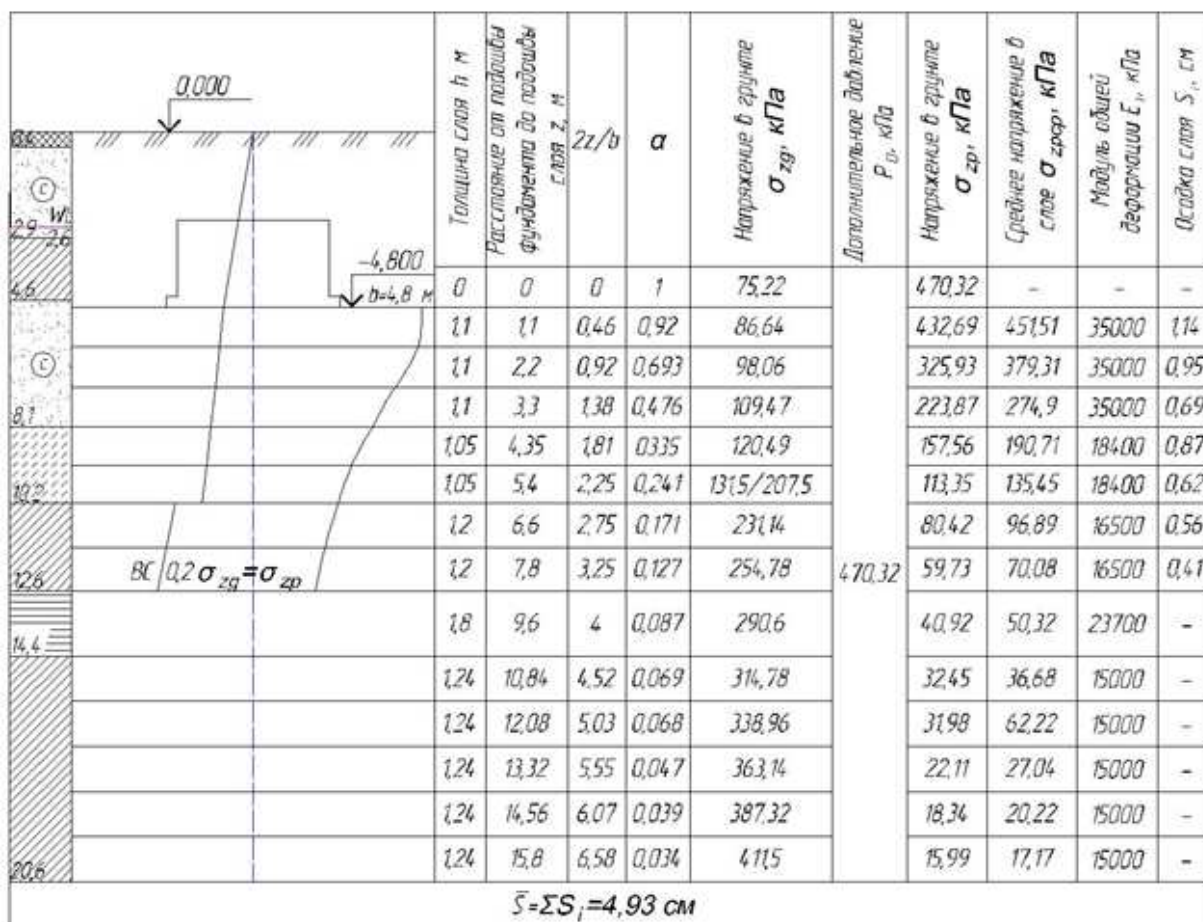 Толщина слоя h м
Расстояние от подошвы фундамента до подошвы слоя z, м
2z/b
α
Напряжение в грунте σ zg, кПа
Дополнительное давление P₀, кПа
Напряжение в грунте σ zp, кПа
Среднее напряжение в слое σ zpcp, кПа
Модуль общей деформации E i, кПа
Осадка слоя S i, см
0,000
С
WL
2,9
2,6
-4,800
4,6
b=4,8 м
С
8,1
10,2
12,6
ВС 0,2 σ zg = σ zp
14,4
20,6
0 0 0 1 75,22 470,32 - - -
1,1 1,1 0,46 0,92 86,64 432,69 451,51 35000 1,14
1,1 2,2 0,92 0,693 98,06 325,93 379,31 35000 0,95
1,1 3,3 1,38 0,476 109,47 223,87 274,9 35000 0,69
1,05 4,35 1,81 0335 120,49 157,56 190,71 18400 0,87
1,05 5,4 2,25 0,241 131,5/207,5 113,35 135,45 18400 0,62
1,2 6,6 2,75 0,171 231,14 80,42 96,89 16500 0,56
1,2 7,8 3,25 0,127 254,78 470,32 59,73 70,08 16500 0,41
1,8 9,6 4 0,087 290,6 40,92 50,32 23700 -
1,24 10,84 4,52 0,069 314,78 32,45 36,68 15000 -
1,24 12,08 5,03 0,068 338,96 31,98 62,22 15000 -
1,24 13,32 5,55 0,047 363,14 22,11 27,04 15000 -
1,24 14,56 6,07 0,039 387,32 18,34 20,22 15000 -
1,24 15,8 6,58 0,034 411,5 15,99 17,17 15000 -
S̄=ΣS i =4,93 см